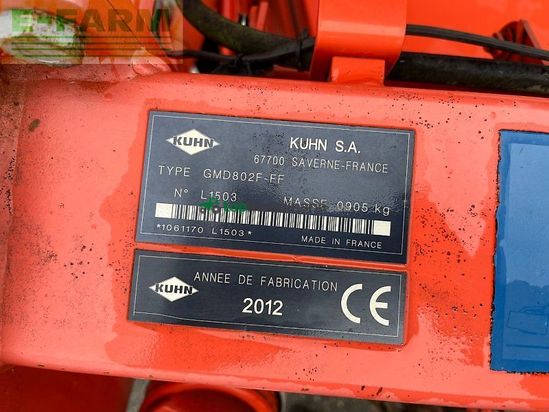 E-FARM
KUHN
KUHN S.A.
67700 SAVERNE-FRANCE
TYPE GMD802F-FF
N° L1503 MASSE 0905 kg
*1061170 L1503*
MADE IN FRANCE
KUHN
ANNEE DE FABRICATION
2012 CE